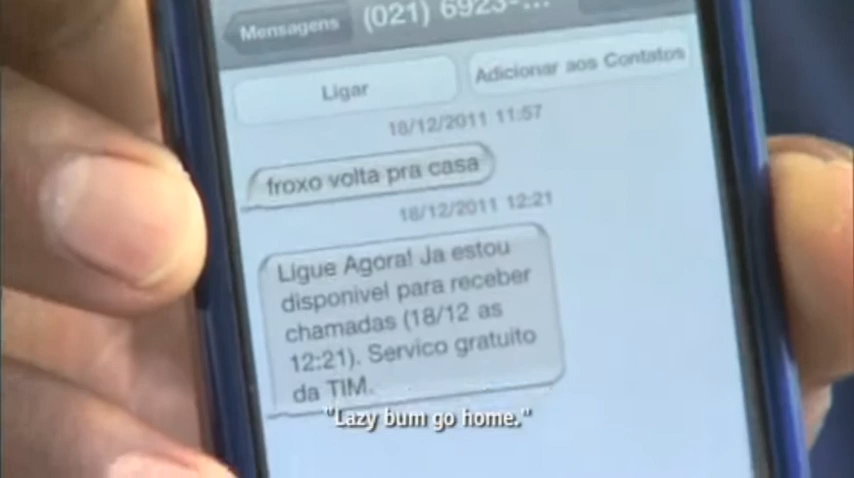 Mensagens (021) 6923-...
Ligar Adicionar aos Contatos
18/12/2011 11:57
froxo volta pra casa
18/12/2011 12:21
Ligue Agora! Ja estou
disponivel para receber
chamadas (18/12 as
12:21). Servico gratuito
da TIM.
"Lazy bum go home."